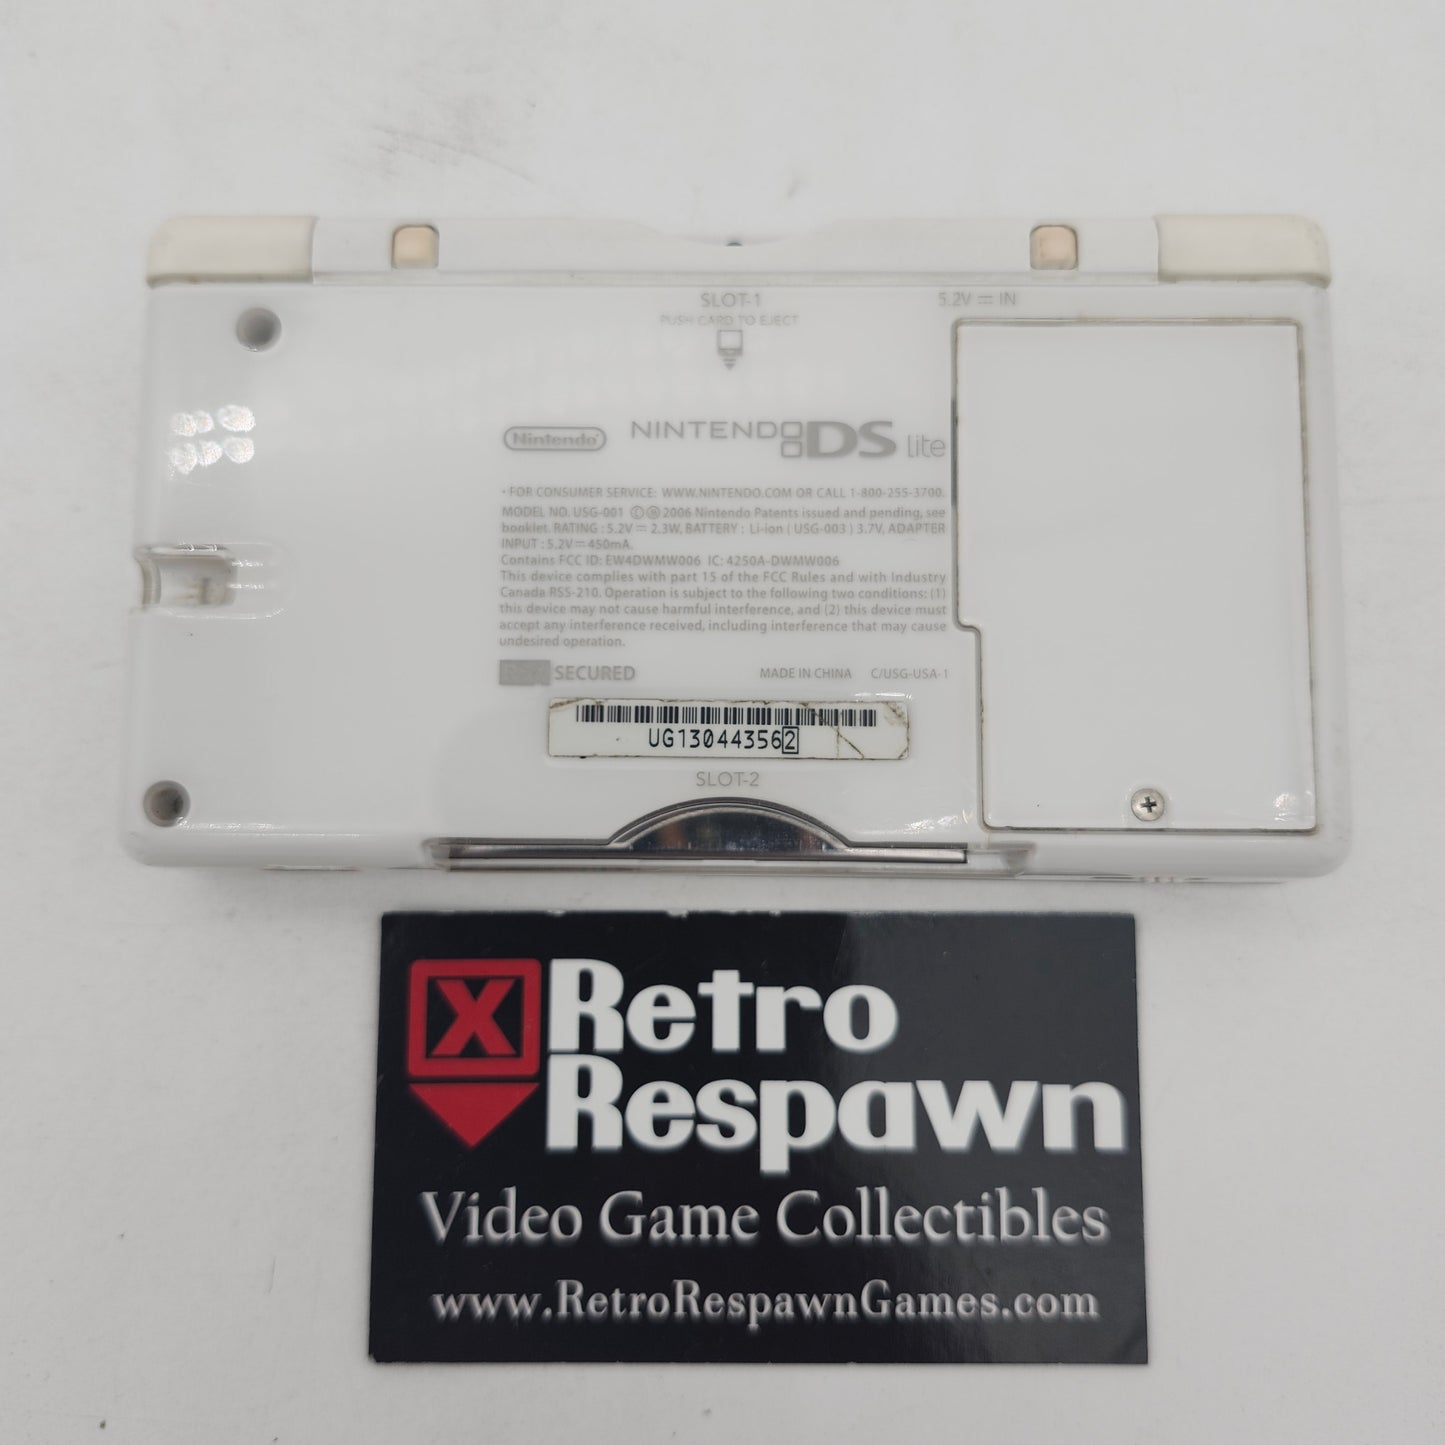 SLOT-1
5.2V ⎓ IN
PUSH CARD TO EJECT
Nintendo
NINTENDO DS Lite
• FOR CONSUMER SERVICE: WWW.NINTENDO.COM OR CALL 1-800-255-3700.
MODEL NO. USG-001 Ⓒ Ⓜ 2006 Nintendo Patents issued and pending, see
booklet. RATING : 5.2V ⎓ 2.3W, BATTERY : Li-ion ( USG-003 ) 3.7V, ADAPTER
INPUT : 5.2V ⎓ 450mA.
Contains FCC ID: EW4DWMW006 IC: 4250A-DWMW006
This device complies with part 15 of the FCC Rules and with Industry
Canada RSS-210. Operation is subject to the following two conditions: (1)
this device may not cause harmful interference, and (2) this device must
accept any interference received, including interference that may cause
undesired operation.
RSA SECURED
MADE IN CHINA C/USG-USA-1
UG130443562
SLOT-2
X Retro
Respawn
Video Game Collectibles
www.RetroRespawnGames.com